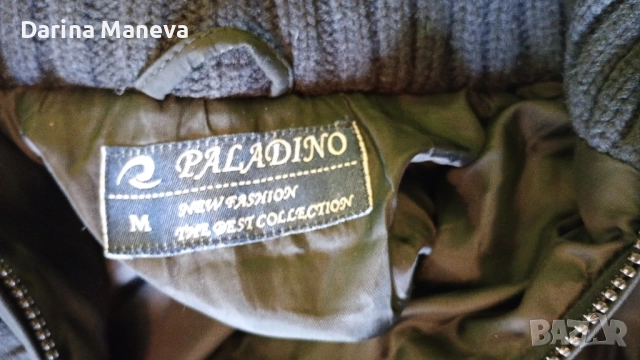 Darina Maneva
PALADINO
M
NEW FASHION
THE BEST COLLECTION
BAZAR